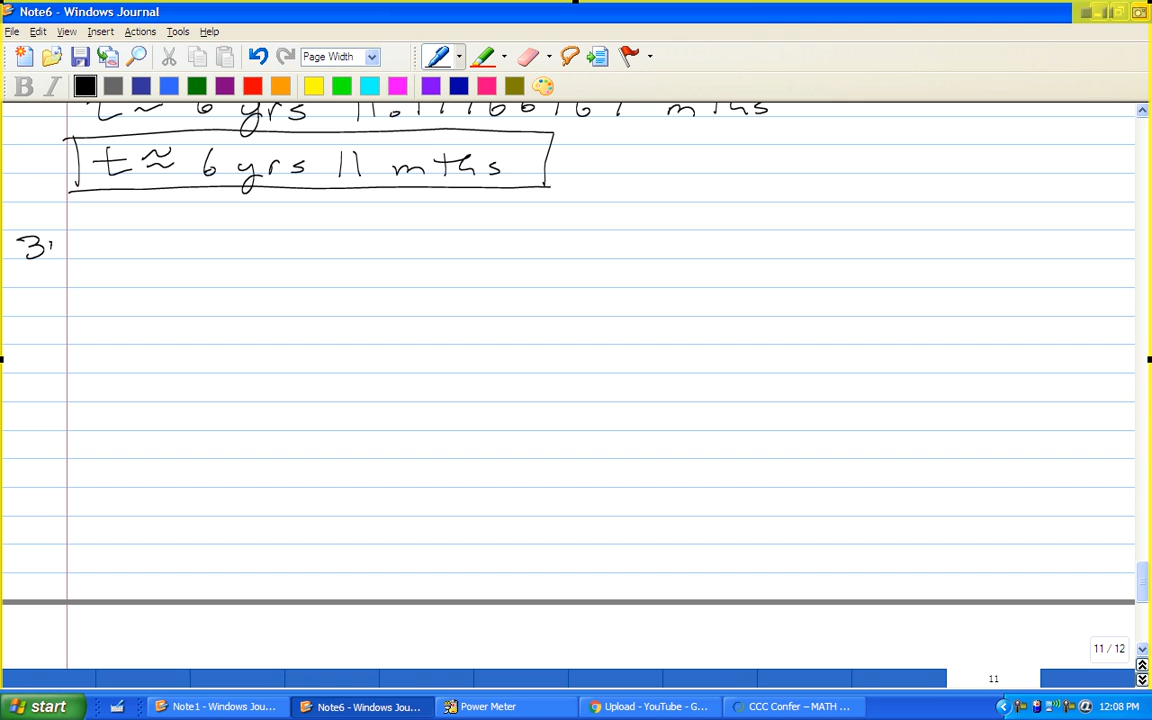 Note6 - Windows Journal
File Edit View Insert Actions Tools Help
Page Width
B I
t ≈ 6 yrs mths
t ≈ 6 yrs 11 mths
3.
11 / 12
11
start Note1 - Windows Jou... Note6 - Windows Jou... Power Meter Upload - YouTube - G... CCC Confer – MATH ... 12:08 PM